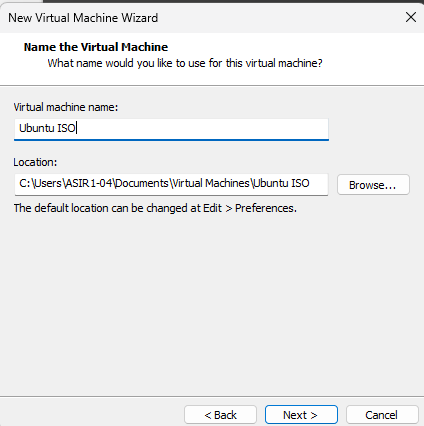 New Virtual Machine Wizard
Name the Virtual Machine
What name would you like to use for this virtual machine?
Virtual machine name:
Ubuntu ISO
Location:
C:\Users\ASIR1-04\Documents\Virtual Machines\Ubuntu ISO
Browse...
The default location can be changed at Edit > Preferences.
< Back
Next >
Cancel